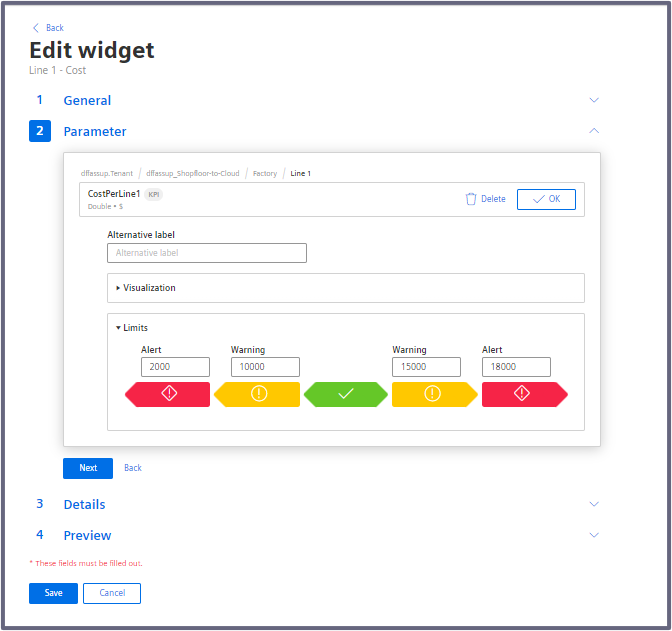 Back
Edit widget
Line 1 - Cost
1 General
2 Parameter
dflassup.Tenant / dflassup_Shopfloor-to-Cloud / Factory / Line 1
CostPerLine1 KPI
Double • $
Delete
OK
Alternative label
Alternative label
Visualization
Limits
Alert Warning Warning Alert
2000 10000 15000 18000
Next Back
3 Details
4 Preview
* These fields must be filled out.
Save Cancel